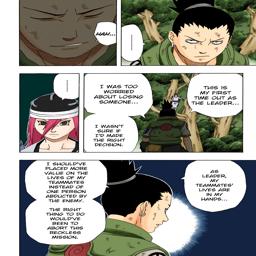 THIS IS
MY FIRST
TIME OUT AS
THE LEADER...
I WAS TOO
WORRIED
ABOUT LOSING
SOMEONE...
I WASN'T
SURE IF
I'D MADE
THE RIGHT
DECISION.
AS
LEADER,
MY
TEAMMATES'
LIVES ARE
IN MY
HANDS...
I SHOULD'VE
PLACED MORE
VALUE ON THE
LIVES OF MY
TEAMMATES
INSTEAD OF
ONE PERSON
ABDUCTED
BY THE
ENEMY.
THE RIGHT
THING TO DO
WOULD'VE
BEEN TO
ABORT THIS
RECKLESS
MISSION.